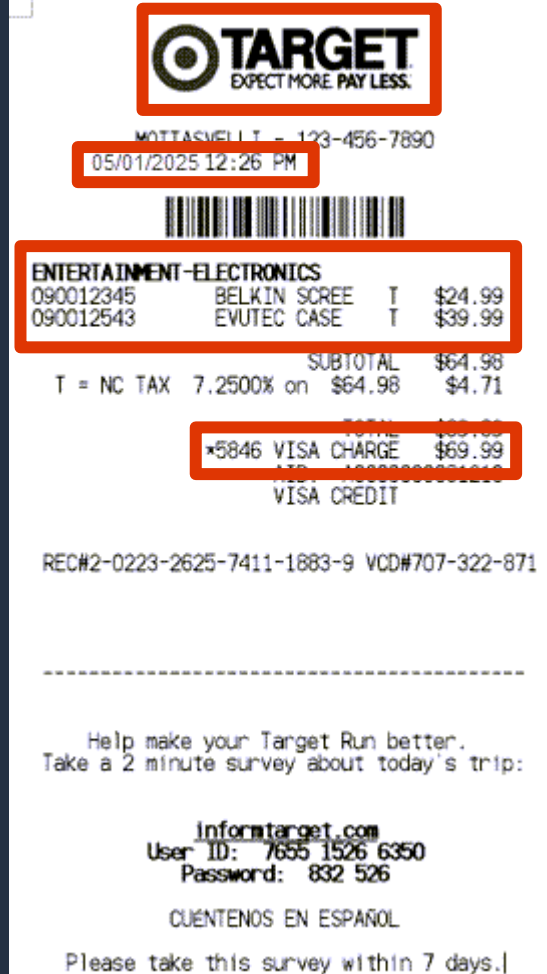 TARGET
EXPECT MORE. PAY LESS.
MOTTASVELLI - 123-456-7890
05/01/2025 12:26 PM
ENTERTAINMENT-ELECTRONICS
090012345 BELKIN SCREE T $24.99
090012543 EVUTEC CASE T $39.99
SUBTOTAL $64.98
T = NC TAX 7.2500% on $64.98 $4.71
TOTAL
*5846 VISA CHARGE $69.99
AID:
VISA CREDIT
REC#2-0223-2625-7411-1883-9 VCD#707-322-871
Help make your Target Run better.
Take a 2 minute survey about today's trip:
informtarget.com
User ID: 7655 1526 6350
Password: 832 526
CUÉNTENOS EN ESPAÑOL
Please take this survey within 7 days.